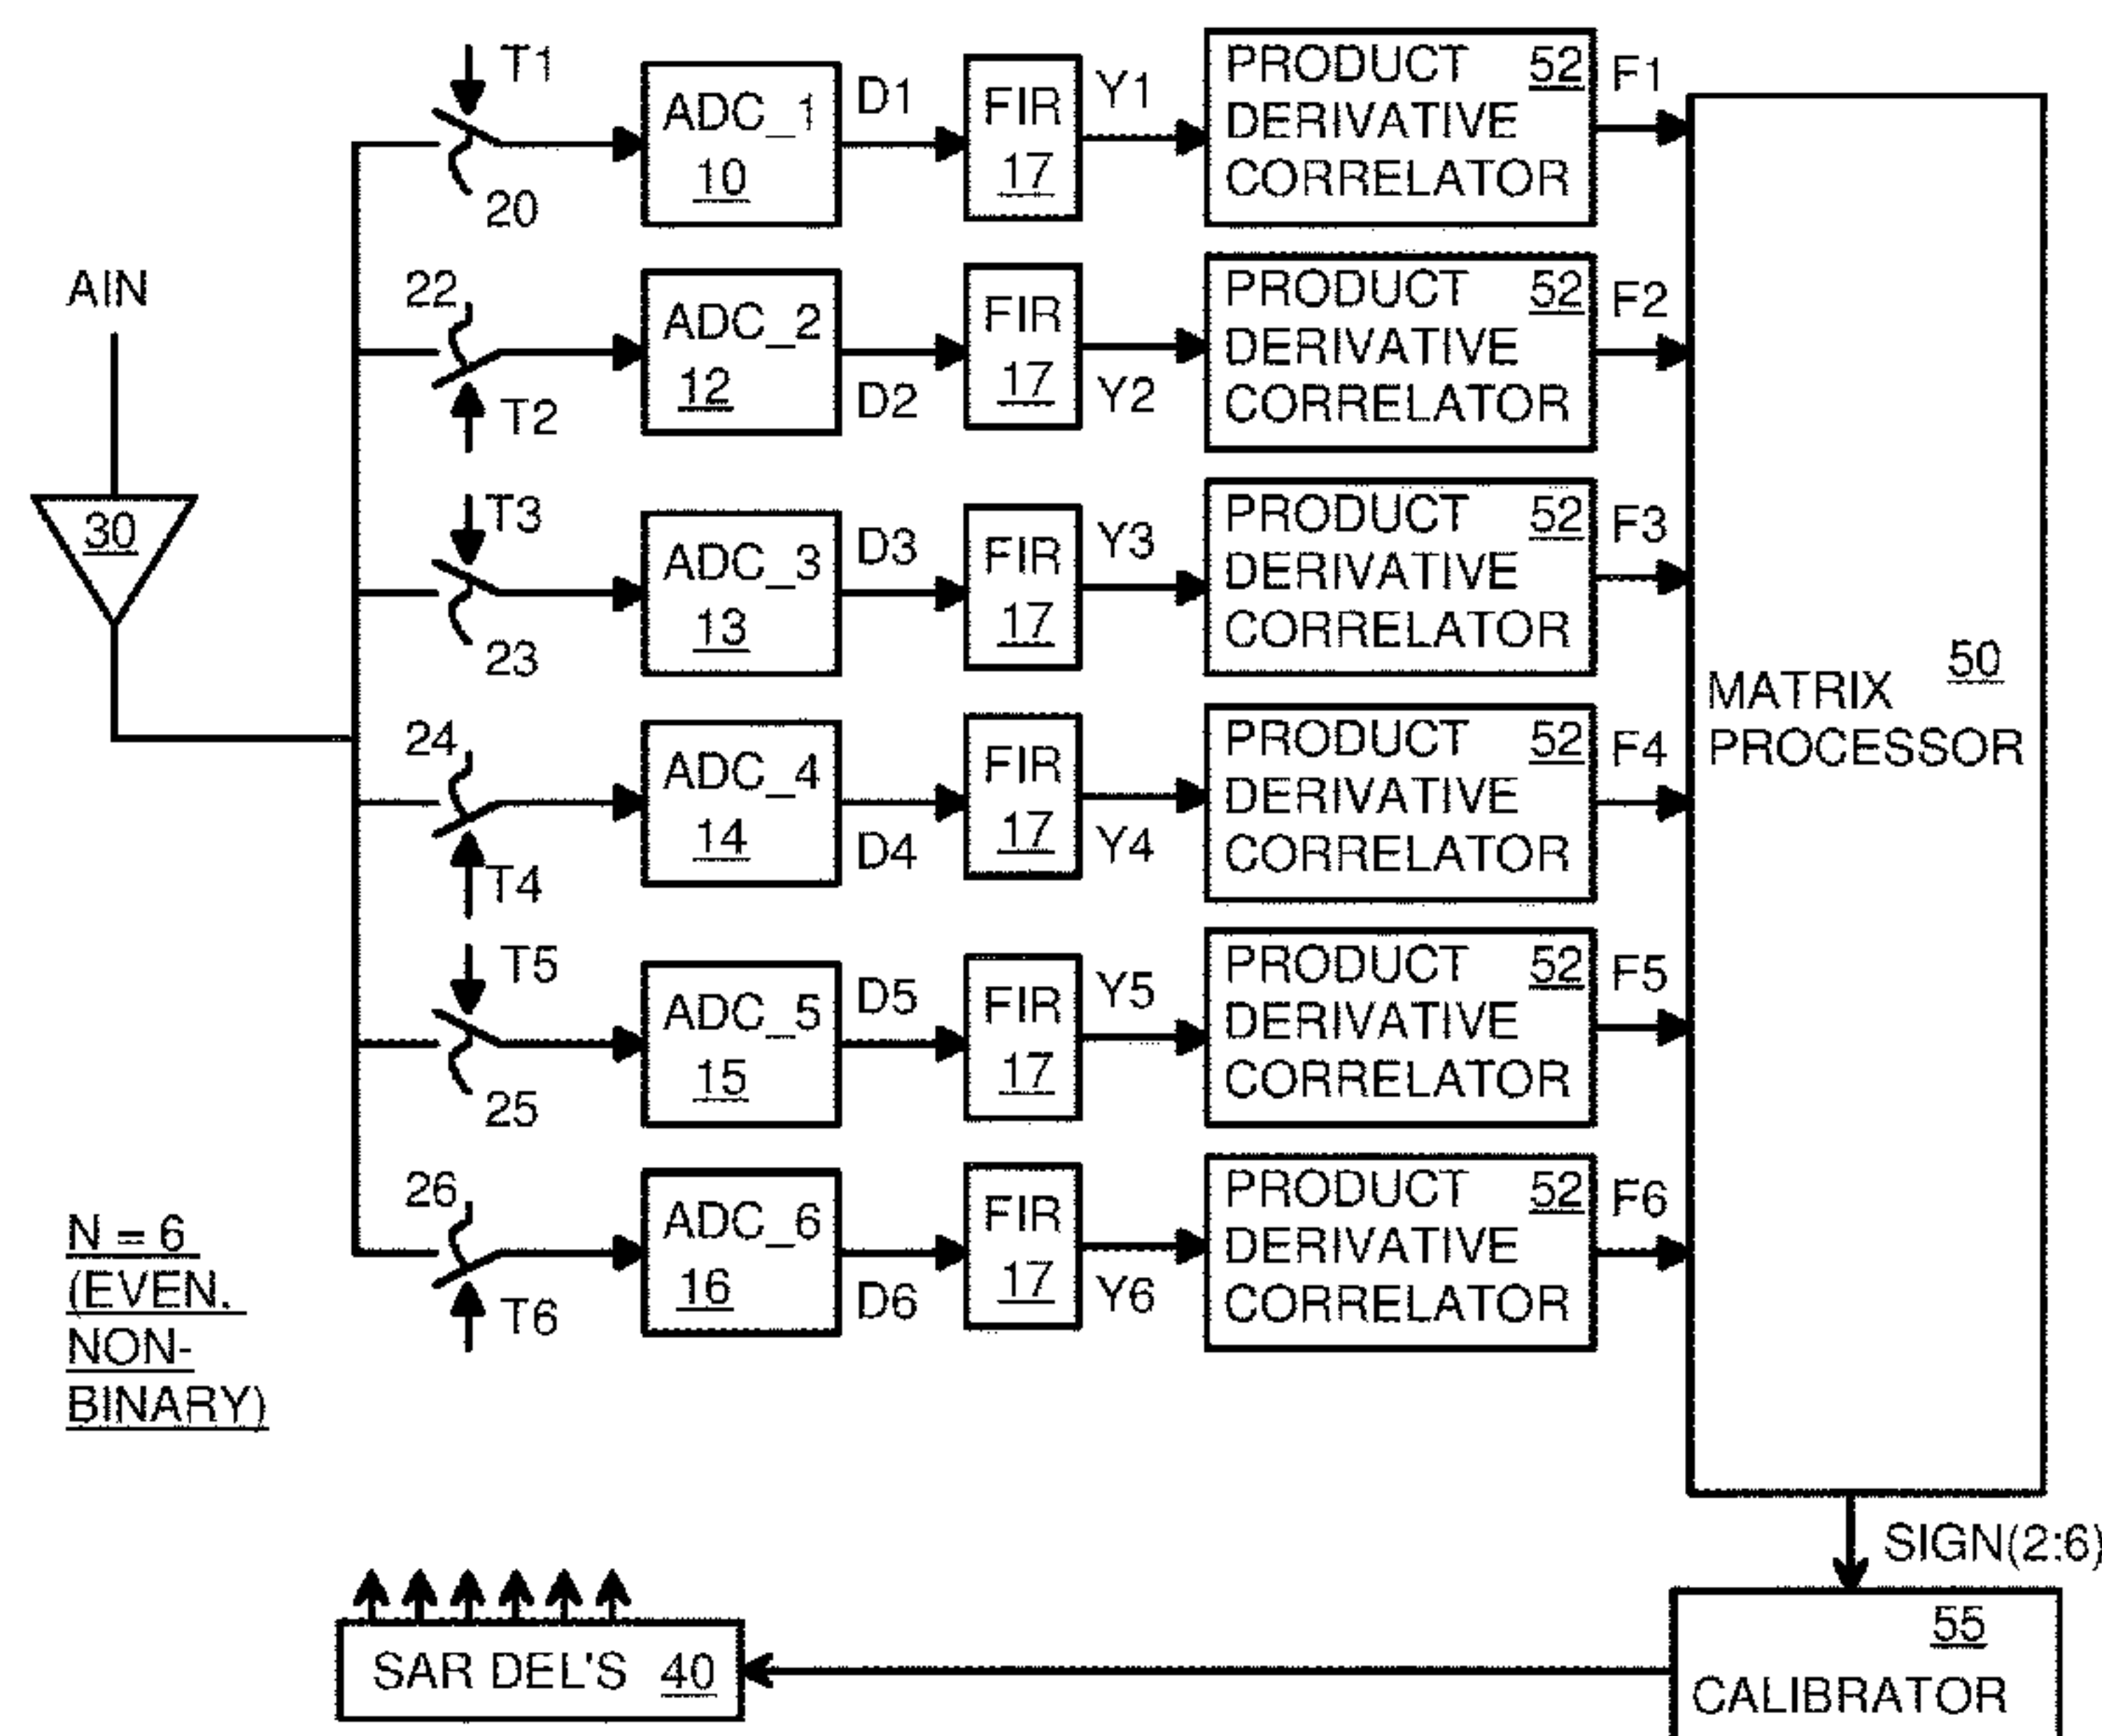 T1
ADC_1
10
D1
FIR
17
Y1
PRODUCT 52
DERIVATIVE
CORRELATOR
F1
20
AIN
22
ADC_2
12
D2
FIR
17
Y2
PRODUCT 52
DERIVATIVE
CORRELATOR
F2
T2
30
T3
ADC_3
13
D3
FIR
17
Y3
PRODUCT 52
DERIVATIVE
CORRELATOR
F3
23
50
MATRIX
PROCESSOR
24
ADC_4
14
D4
FIR
17
Y4
PRODUCT 52
DERIVATIVE
CORRELATOR
F4
T4
T5
ADC_5
15
D5
FIR
17
Y5
PRODUCT 52
DERIVATIVE
CORRELATOR
F5
25
26
ADC_6
16
D6
FIR
17
Y6
PRODUCT 52
DERIVATIVE
CORRELATOR
F6
T6
N = 6
(EVEN,
NON-
BINARY)
SIGN(2:6)
SAR DEL'S 40
55
CALIBRATOR